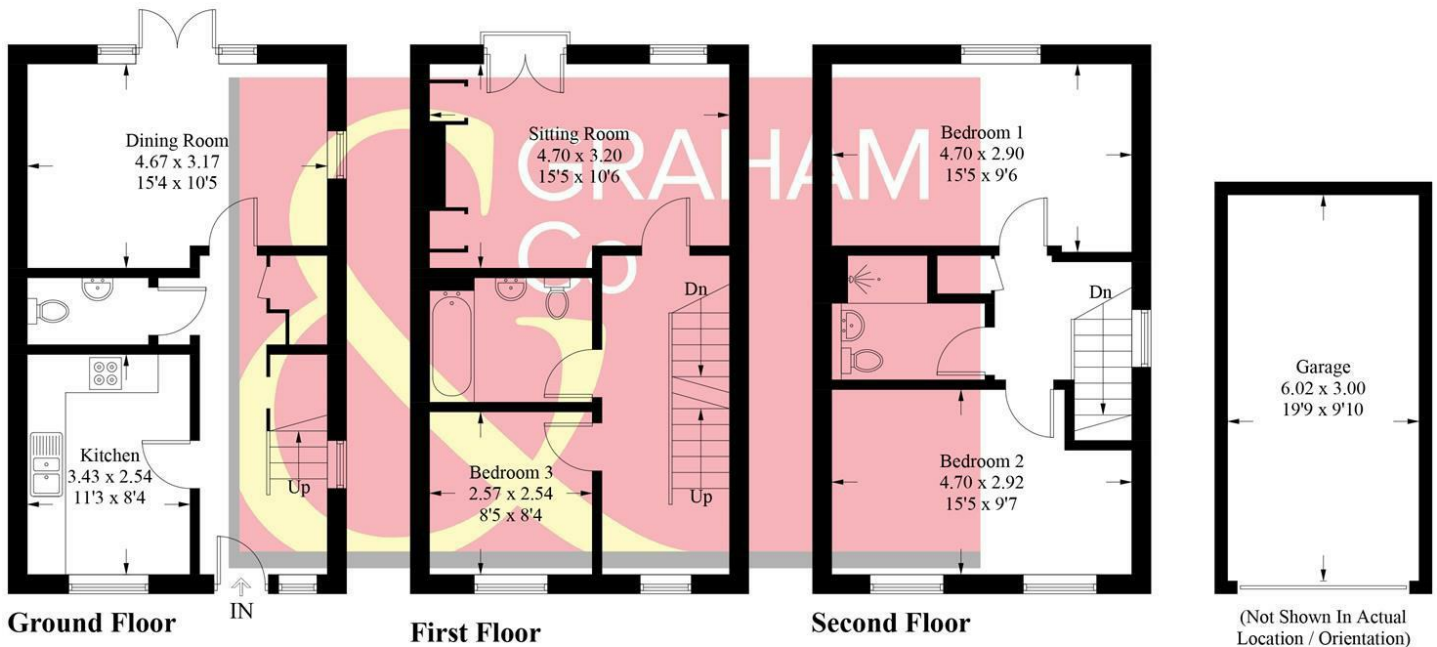 Dining Room
4.67 x 3.17
15'4 x 10'5
Kitchen
3.43 x 2.54
11'3 x 8'4
Up
IN
Ground Floor
&
GRAHAM
Co
Sitting Room
4.70 x 3.20
15'5 x 10'6
Dn
Bedroom 3
2.57 x 2.54
8'5 x 8'4
Up
First Floor
Bedroom 1
4.70 x 2.90
15'5 x 9'6
Dn
Bedroom 2
4.70 x 2.92
15'5 x 9'7
Second Floor
Garage
6.02 x 3.00
19'9 x 9'10
(Not Shown In Actual
Location / Orientation)